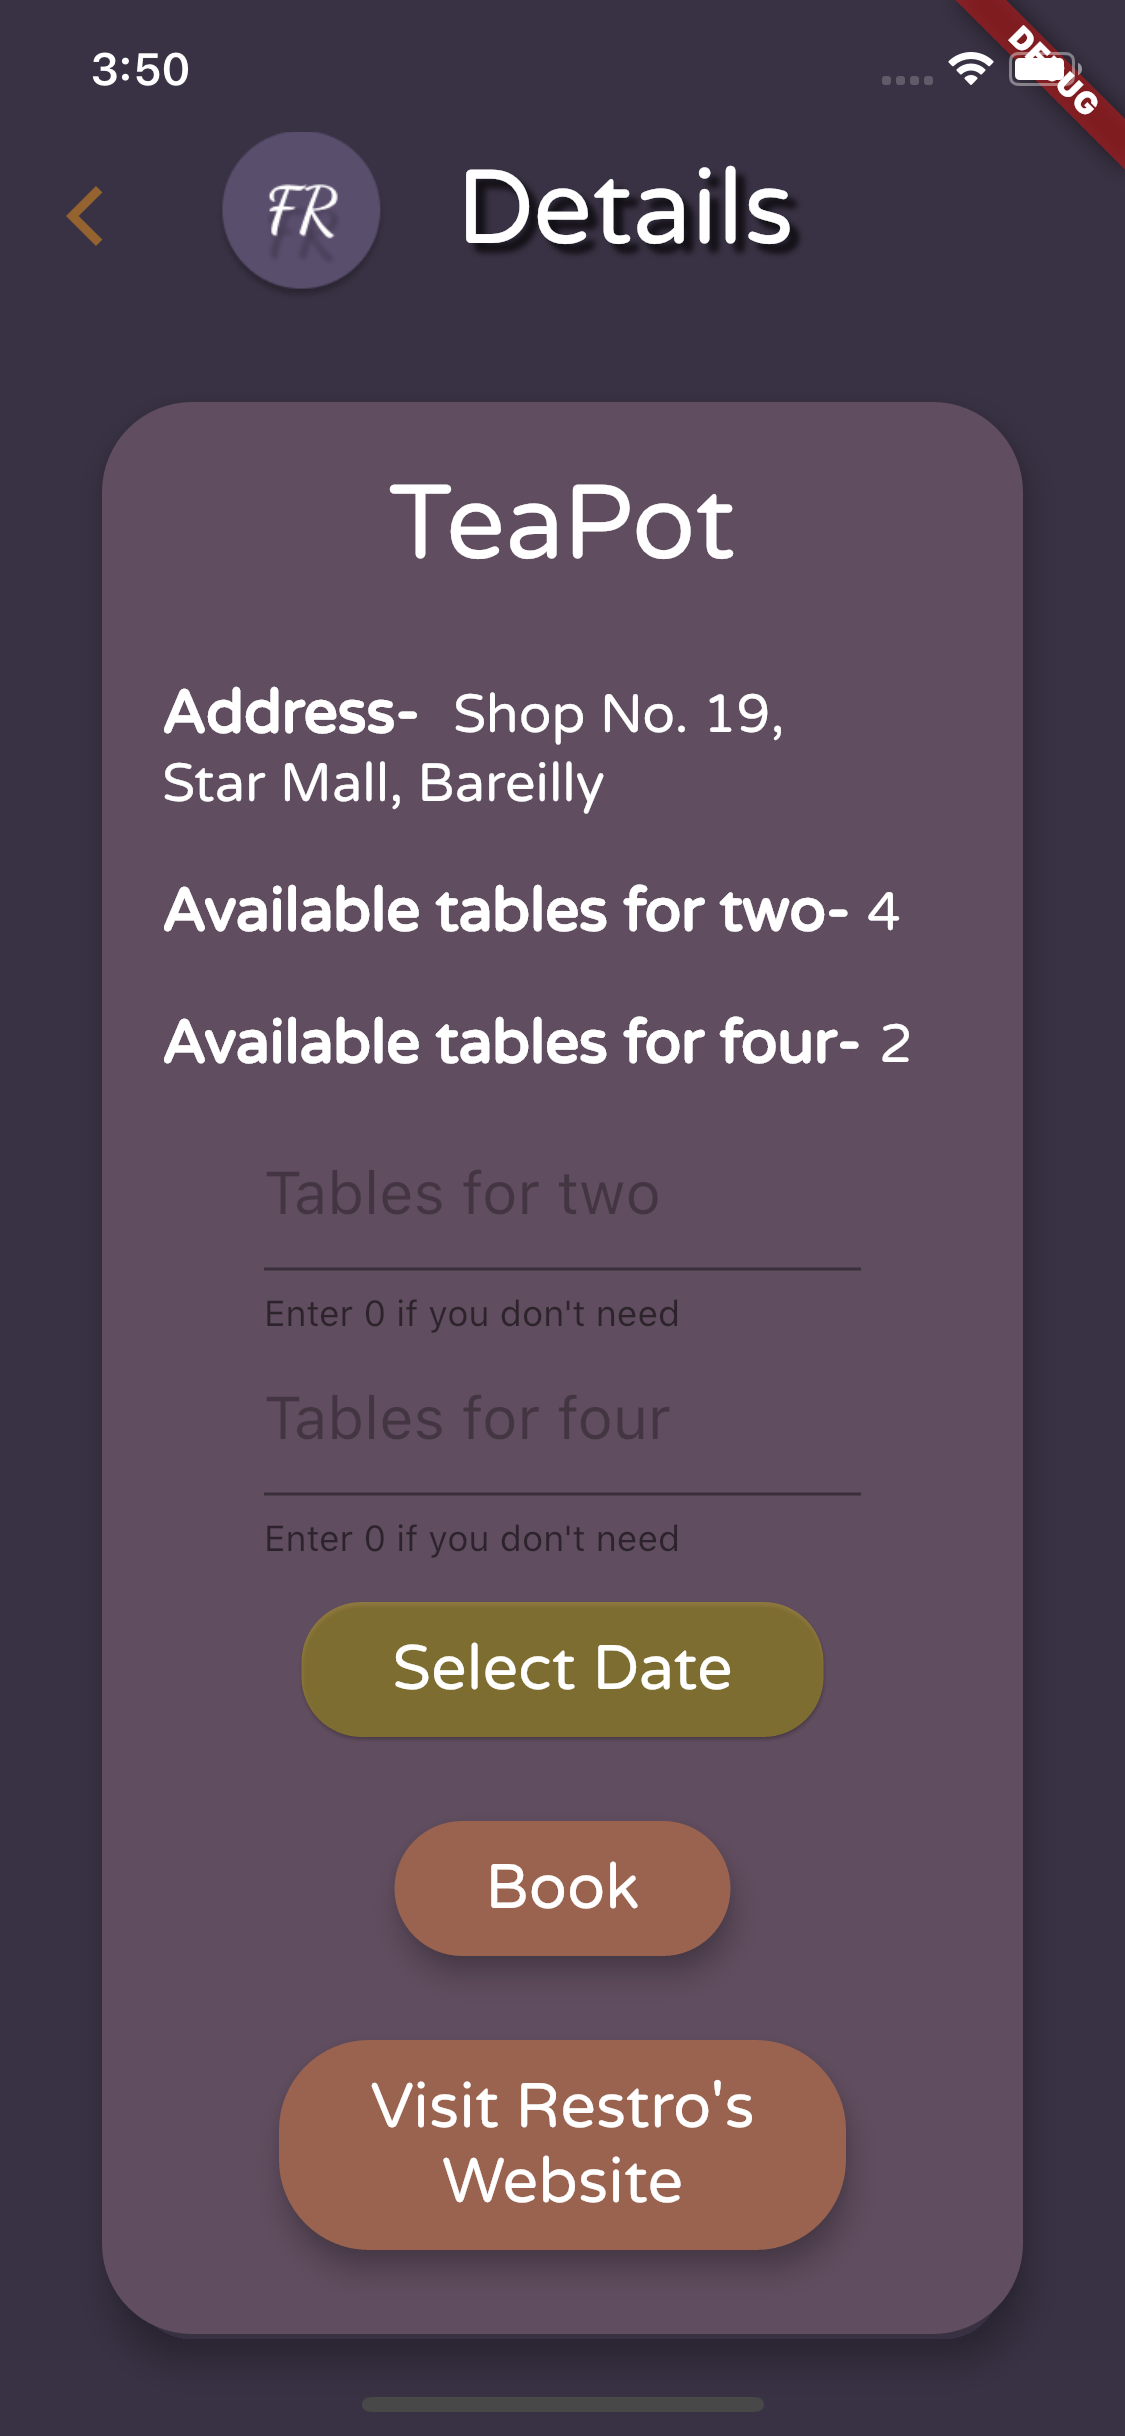 3:50
DEBUG
FR
Details
TeaPot
Address-  Shop No. 19,
Star Mall, Bareilly
Available tables for two- 4
Available tables for four- 2
Tables for two
Enter 0 if you don't need
Tables for four
Enter 0 if you don't need
Select Date
Book
Visit Restro's
Website